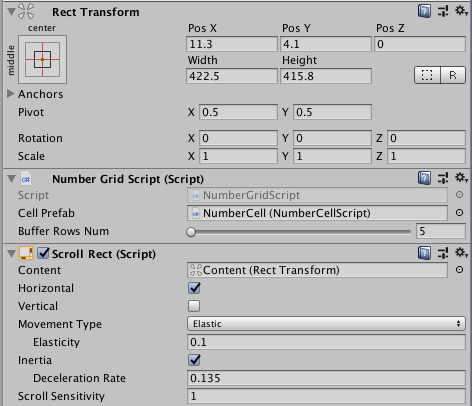 Rect Transform
center
middle
Pos X Pos Y Pos Z
11.3 4.1 0
Width Height
422.5 415.8
R
Anchors
Pivot X 0.5 Y 0.5
Rotation X 0 Y 0 Z 0
Scale X 1 Y 1 Z 1
C# Number Grid Script (Script)
Script C# NumberGridScript
Cell Prefab C# NumberCell (NumberCellScript)
Buffer Rows Num 5
Scroll Rect (Script)
Content Content (Rect Transform)
Horizontal
Vertical
Movement Type Elastic
Elasticity 0.1
Inertia
Deceleration Rate 0.135
Scroll Sensitivity 1